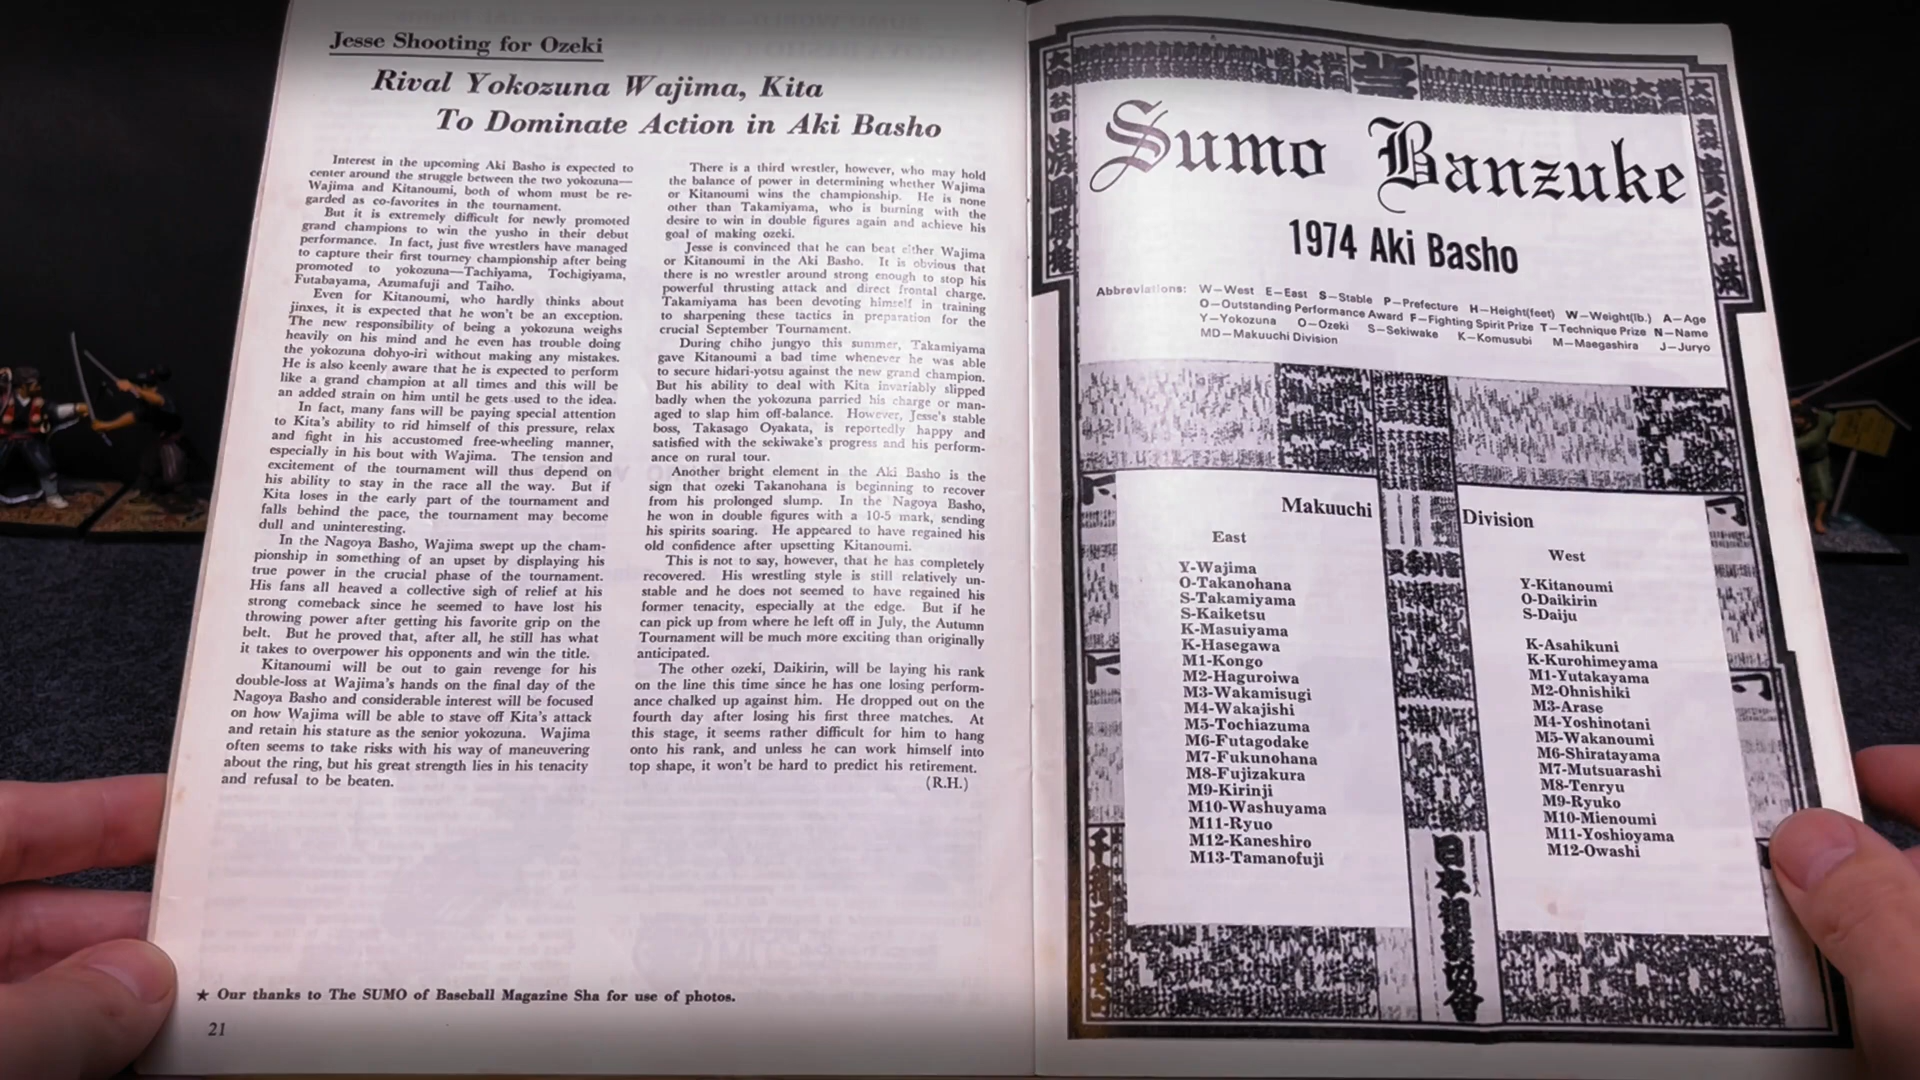 Jesse Shooting for Ozeki
Rival Yokozuna Wajima, Kita
To Dominate Action in Aki Basho
Interest in the upcoming Aki Basho is expected to
center around the struggle between the two yokozuna—
Wajima and Kitanoumi, both of whom must be re-
garded as co-favorites in the tournament.
But it is extremely difficult for newly promoted
grand champions to win the yusho in their debut
performance. In fact, just five wrestlers have managed
to capture their first tourney championship after being
promoted to yokozuna—Tachiyama, Tochigiyama,
Futabayama, Azumafuji and Taiho.
Even for Kitanoumi, who hardly thinks about
jinxes, it is expected that he won't be an exception.
The new responsibility of being a yokozuna weighs
heavily on his mind and he even has trouble doing
the yokozuna dohyo-iri without making any mistakes.
He is also keenly aware that he is expected to perform
like a grand champion at all times and this will be
an added strain on him until he gets used to the idea.
In fact, many fans will be paying special attention
to Kita's ability to rid himself of this pressure, relax
and fight in his accustomed free-wheeling manner,
especially in his bout with Wajima. The tension and
excitement of the tournament will thus depend on
his ability to stay in the race all the way. But if
Kita loses in the early part of the tournament and
falls behind the pace, the tournament may become
dull and uninteresting.
In the Nagoya Basho, Wajima swept up the cham-
pionship in something of an upset by displaying his
true power in the crucial phase of the tournament.
His fans all heaved a collective sigh of relief at his
strong comeback since he seemed to have lost his
throwing power after getting his favorite grip on the
belt. But he proved that, after all, he still has what
it takes to overpower his opponents and win the title.
Kitanoumi will be out to gain revenge for his
double-loss at Wajima's hands on the final day of the
Nagoya Basho and considerable interest will be focused
on how Wajima will be able to stave off Kita's attack
and retain his stature as the senior yokozuna. Wajima
often seems to take risks with his way of maneuvering
about the ring, but his great strength lies in his tenacity
and refusal to be beaten.
There is a third wrestler, however, who may hold
the balance of power in determining whether Wajima
or Kitanoumi wins the championship. He is none
other than Takamiyama, who is burning with the
desire to win in double figures again and achieve his
goal of making ozeki.
Jesse is convinced that he can beat either Wajima
or Kitanoumi in the Aki Basho. It is obvious that
there is no wrestler around strong enough to stop his
powerful thrusting attack and direct frontal charge.
Takamiyama has been devoting himself in training
to sharpening these tactics in preparation for the
crucial September Tournament.
During chiho jungyo this summer, Takamiyama
gave Kitanoumi a bad time whenever he was able
to secure hidari-yotsu against the new grand champion.
But his ability to deal with Kita invariably slipped
badly when the yokozuna parried his charge or man-
aged to slap him off-balance. However, Jesse's stable
boss, Takasago Oyakata, is reportedly happy and
satisfied with the sekiwake's progress and his perform-
ance on rural tour.
Another bright element in the Aki Basho is the
sign that ozeki Takanohana is beginning to recover
from his prolonged slump. In the Nagoya Basho,
he won in double figures with a 10-5 mark, sending
his spirits soaring. He appeared to have regained his
old confidence after upsetting Kitanoumi.
This is not to say, however, that he has completely
recovered. His wrestling style is still relatively un-
stable and he does not seemed to have regained his
former tenacity, especially at the edge. But if he
can pick up from where he left off in July, the Autumn
Tournament will be much more exciting than originally
anticipated.
The other ozeki, Daikirin, will be laying his rank
on the line this time since he has one losing perform-
ance chalked up against him. He dropped out on the
fourth day after losing his first three matches. At
this stage, it seems rather difficult for him to hang
onto his rank, and unless he can work himself into
top shape, it won't be hard to predict his retirement.
(R.H.)
★ Our thanks to The SUMO of Baseball Magazine Sha for use of photos.
21
Sumo Banzuke
1974 Aki Basho
Abbreviations: W—West E—East S—Stable P—Prefecture H—Height(feet) W—Weight(lb.) A—Age
O—Outstanding Performance Award F—Fighting Spirit Prize T—Technique Prize N—Name
Y—Yokozuna O—Ozeki S—Sekiwake K—Komusubi M—Maegashira J—Juryo
MD—Makuuchi Division
Makuuchi Division
East
Y-Wajima
O-Takanohana
S-Takamiyama
S-Kaiketsu
K-Masuiyama
K-Hasegawa
M1-Kongo
M2-Haguroiwa
M3-Wakamisugi
M4-Wakajishi
M5-Tochiazuma
M6-Futagodake
M7-Fukunohana
M8-Fujizakura
M9-Kirinji
M10-Washuyama
M11-Ryuo
M12-Kaneshiro
M13-Tamanofuji
West
Y-Kitanoumi
O-Daikirin
S-Daiju
K-Asahikuni
K-Kurohimeyama
M1-Yutakayama
M2-Ohnishiki
M3-Arase
M4-Yoshinotani
M5-Wakanoumi
M6-Shiratayama
M7-Mutsuarashi
M8-Tenryu
M9-Ryuko
M10-Mienoumi
M11-Yoshioyama
M12-Owashi